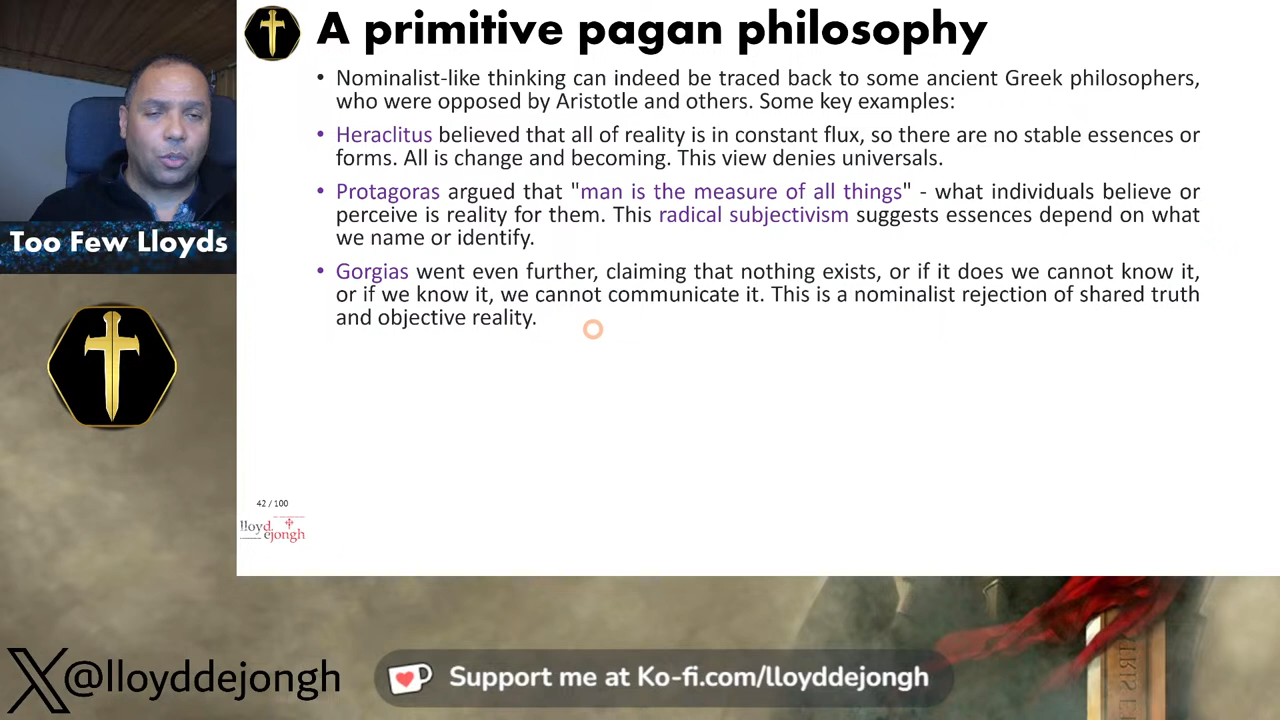 A primitive pagan philosophy
• Nominalist-like thinking can indeed be traced back to some ancient Greek philosophers,
who were opposed by Aristotle and others. Some key examples:
• Heraclitus believed that all of reality is in constant flux, so there are no stable essences or
forms. All is change and becoming. This view denies universals.
• Protagoras argued that "man is the measure of all things" - what individuals believe or
perceive is reality for them. This radical subjectivism suggests essences depend on what
we name or identify.
• Gorgias went even further, claiming that nothing exists, or if it does we cannot know it,
or if we know it, we cannot communicate it. This is a nominalist rejection of shared truth
and objective reality.
Too Few Lloyds
42 / 100
lloyd.
ejongh
X@lloyddejongh
Support me at Ko-fi.com/lloyddejongh